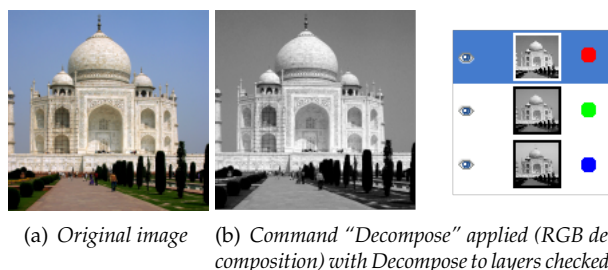 (a) Original image
(b) Command “Decompose” applied (RGB de
composition) with Decompose to layers checked